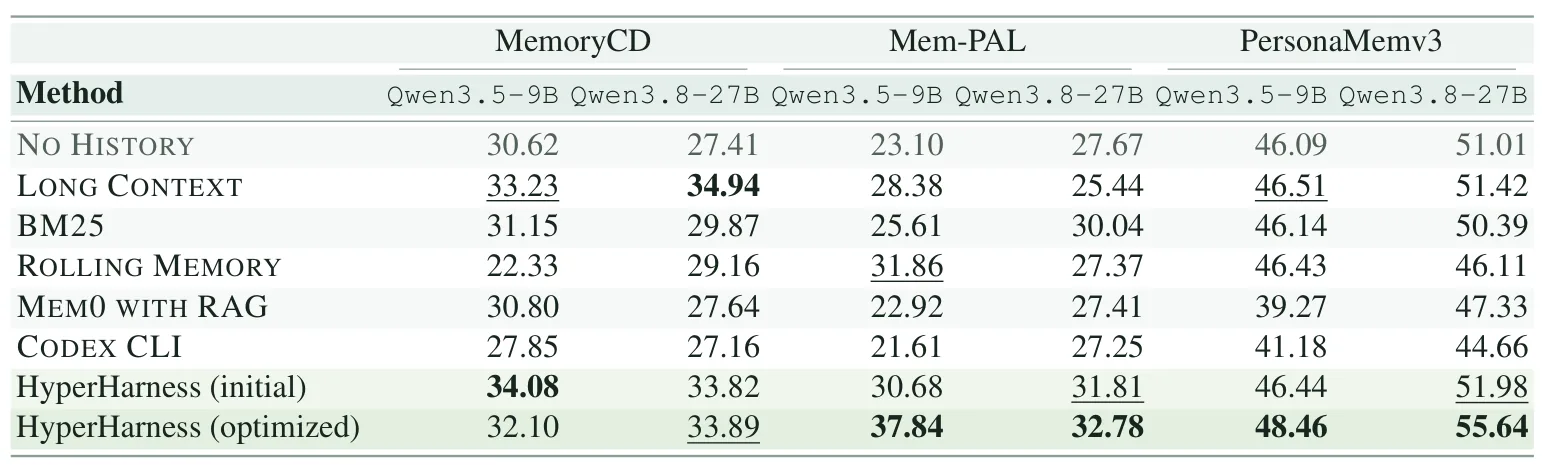 MemoryCD Mem-PAL PersonaMemv3
Method Qwen3.5-9B Qwen3.8-27B Qwen3.5-9B Qwen3.8-27B Qwen3.5-9B Qwen3.8-27B
NO HISTORY 30.62 27.41 23.10 27.67 46.09 51.01
LONG CONTEXT 33.23 34.94 28.38 25.44 46.51 51.42
BM25 31.15 29.87 25.61 30.04 46.14 50.39
ROLLING MEMORY 22.33 29.16 31.86 27.37 46.43 46.11
MEM0 WITH RAG 30.80 27.64 22.92 27.41 39.27 47.33
CODEX CLI 27.85 27.16 21.61 27.25 41.18 44.66
HyperHarness (initial) 34.08 33.82 30.68 31.81 46.44 51.98
HyperHarness (optimized) 32.10 33.89 37.84 32.78 48.46 55.64